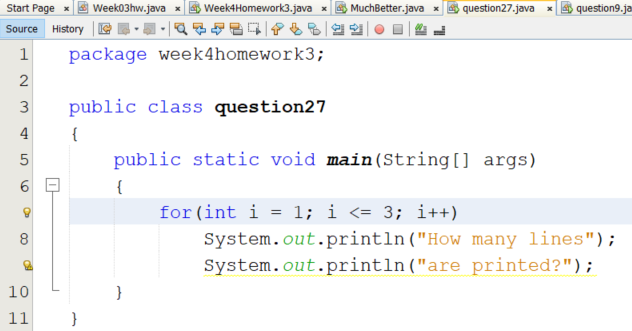 Start Page × Week03hw.java × Week4Homework3.java × MuchBetter.java × question27.java × question9.ja
Source History
1 package week4homework3;
2
3 public class question27
4 {
5 public static void main(String[] args)
6 {
for(int i = 1; i <= 3; i++)
8 System.out.println("How many lines");
System.out.println("are printed?");
10 }
11 }